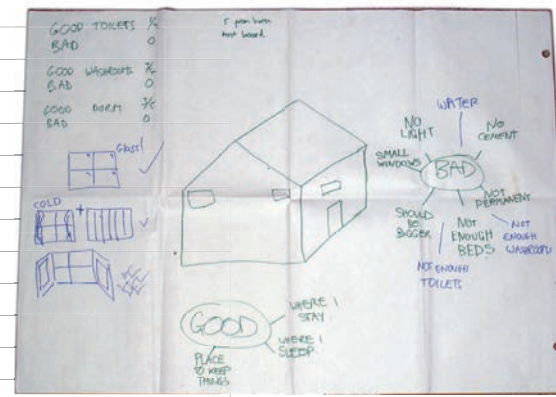 GOOD TOILETS
BAD 0
GOOD WASHROOMS
BAD 0
GOOD DORM
BAD 0
Glass!
COLD
+
WATER
NO LIGHT
NO CEMENT
SMALL WINDOWS
BAD
NOT PERMANENT
SHOULD BE BIGGER
NOT ENOUGH BEDS
NOT ENOUGH WASHROOMS
NOT ENOUGH TOILETS
GOOD
WHERE I STAY
WHERE I SLEEP
PLACE TO KEEP THINGS